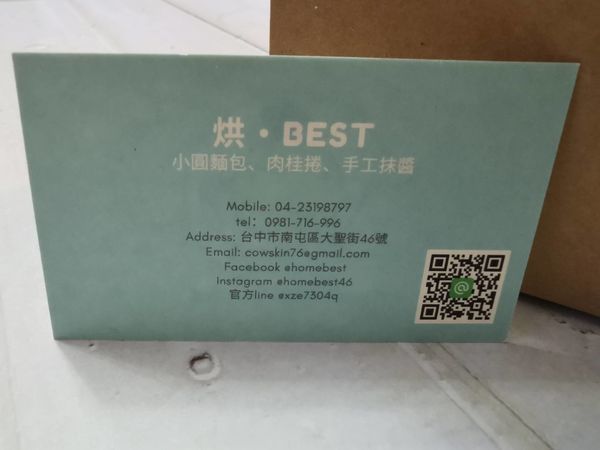 烘·BEST
小圓麵包、肉桂捲、手工抹醬
Mobile: 04-23198797
tel: 0981-716-996
Address: 台中市南屯區大聖街46號
Email: cowskin76@gmail.com
Facebook @homebest
Instagram @homebest46
官方line @xze7304q